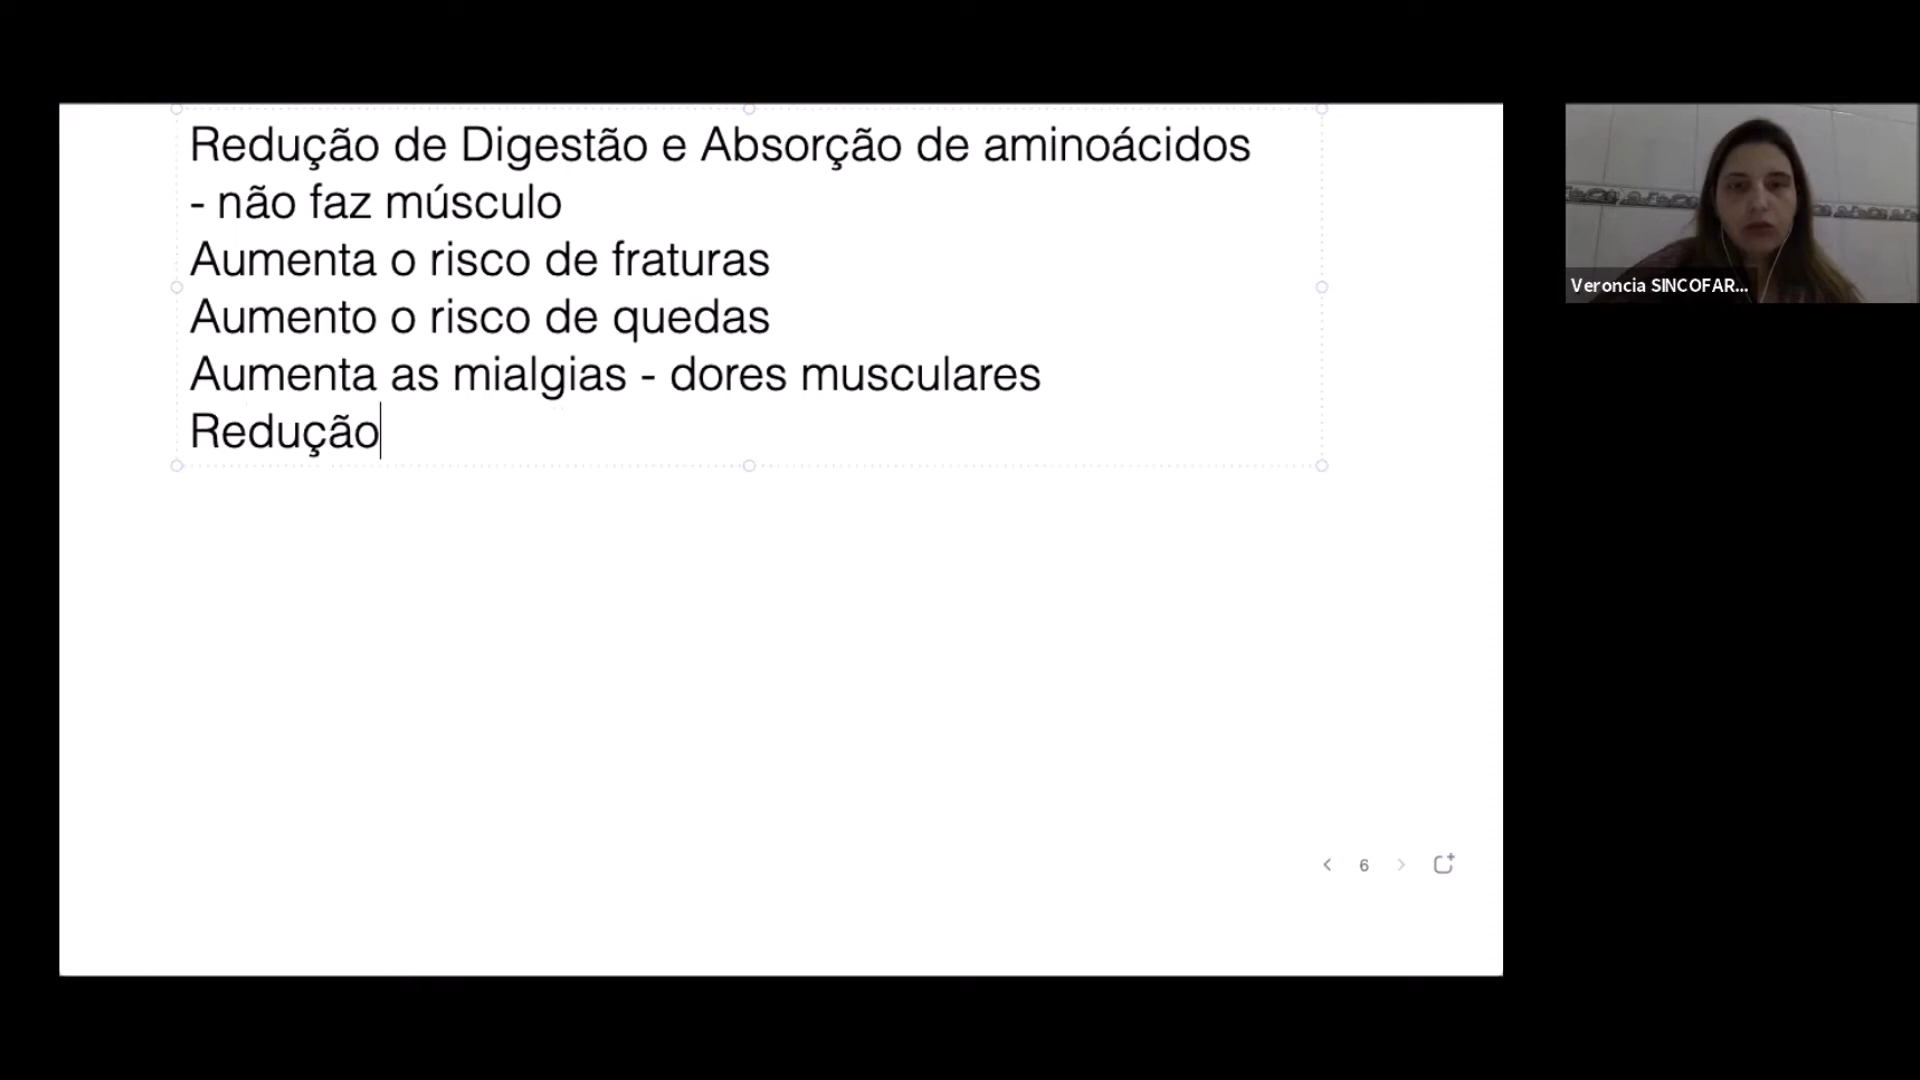 Redução de Digestão e Absorção de aminoácidos
- não faz músculo
Aumenta o risco de fraturas
Aumento o risco de quedas
Aumenta as mialgias - dores musculares
Redução
Veroncia SINCOFAR...
6